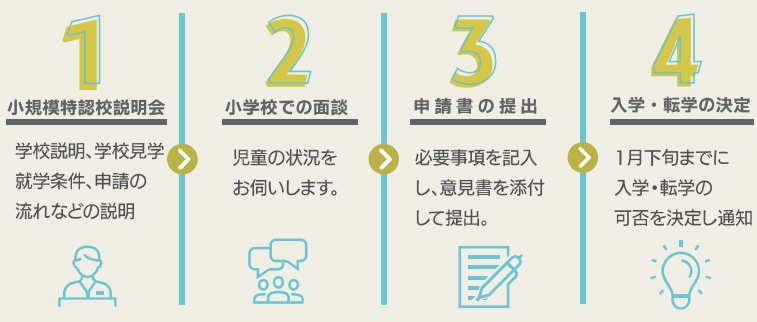 1
小規模特認校説明会
学校説明、学校見学
就学条件、申請の
流れなどの説明
2
小学校での面談
児童の状況を
お伺いします。
3
申請書の提出
必要事項を記入
し、意見書を添付
して提出。
4
入学・転学の決定
1月下旬までに
入学・転学の
可否を決定し通知